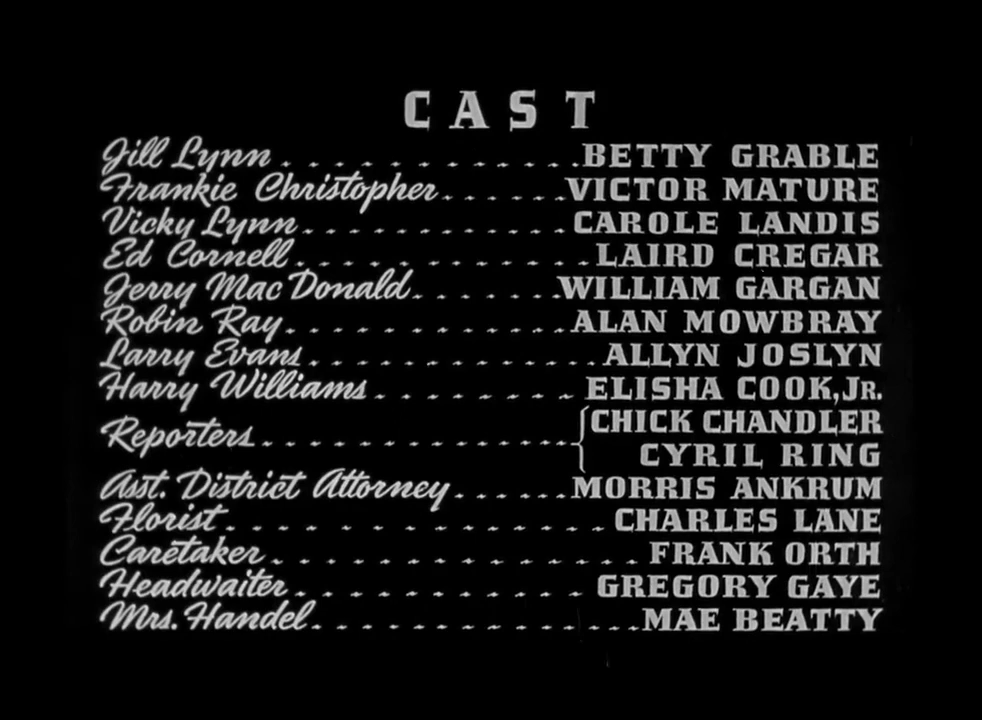 CAST
Jill Lynn . . . . . . . . . . . . BETTY GRABLE
Frankie Christopher . . . . . . VICTOR MATURE
Vicky Lynn . . . . . . . . . . . . CAROLE LANDIS
Ed Cornell . . . . . . . . . . . . LAIRD CREGAR
Jerry MacDonald . . . . . . . WILLIAM GARGAN
Robin Ray . . . . . . . . . . . . ALAN MOWBRAY
Larry Evans . . . . . . . . . . . . ALLYN JOSLYN
Harry Williams . . . . . . . . . ELISHA COOK, JR.
Reporters . . . . . . . . . . . . . { CHICK CHANDLER
CYRIL RING
Asst. District Attorney . . . . . . MORRIS ANKRUM
Florist . . . . . . . . . . . . . . CHARLES LANE
Caretaker . . . . . . . . . . . . . . FRANK ORTH
Headwaiter . . . . . . . . . . . GREGORY GAYE
Mrs. Handel . . . . . . . . . . . . . MAE BEATTY